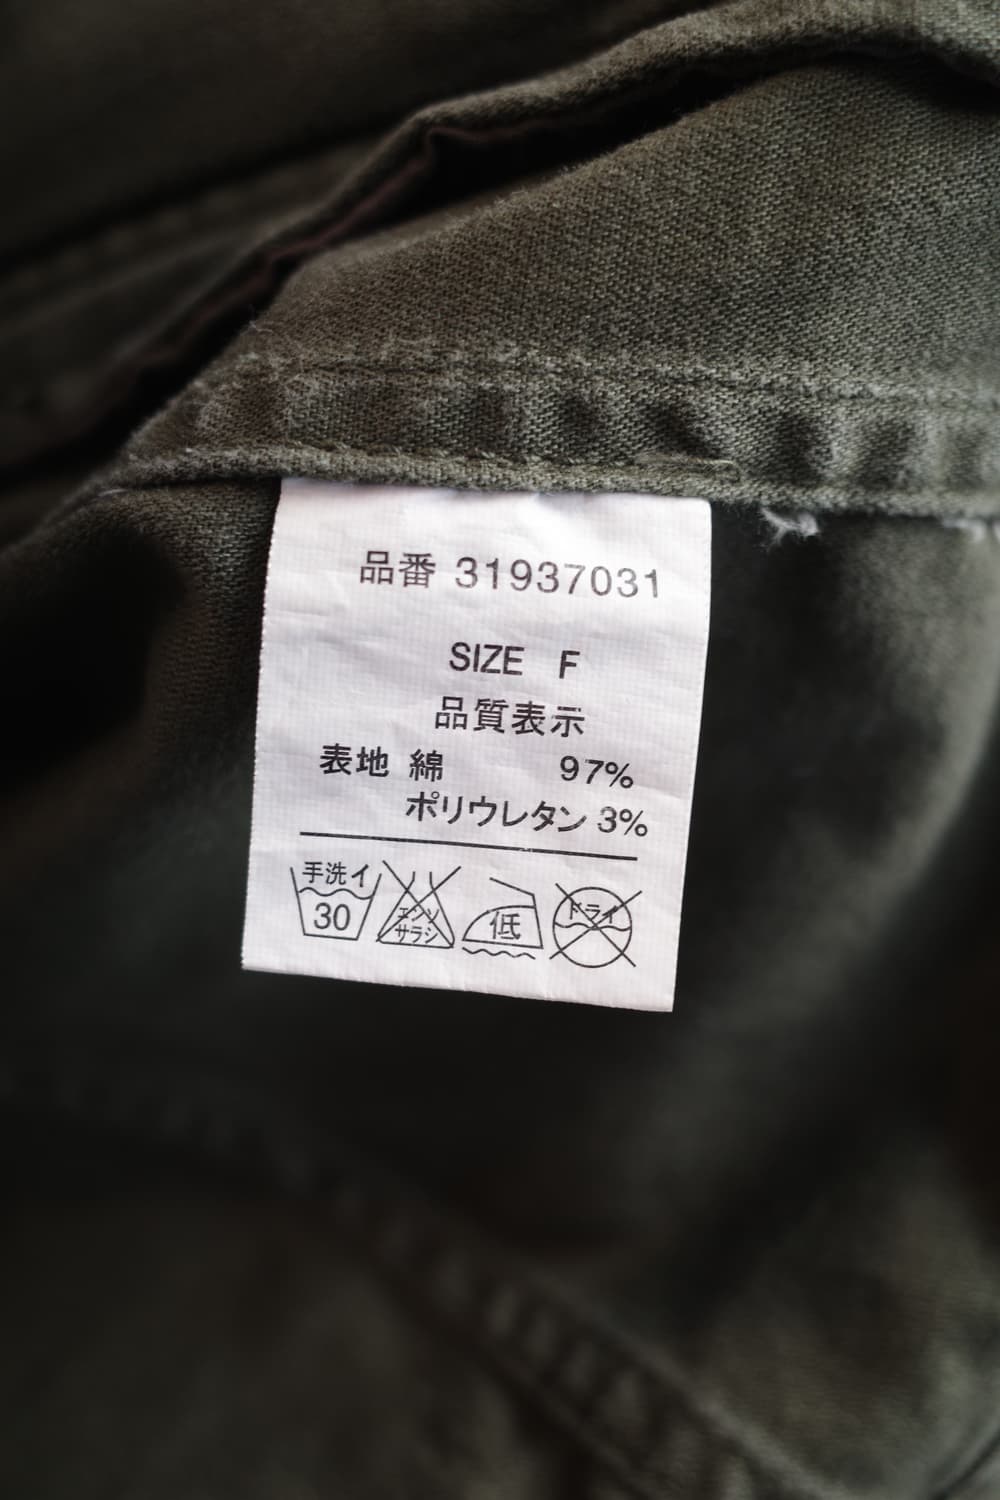 品番 31937031
SIZE F
品質表示
表地 綿 97%
ポリウレタン 3%
手洗イ 30 エンソ サラシ 低 ドライ